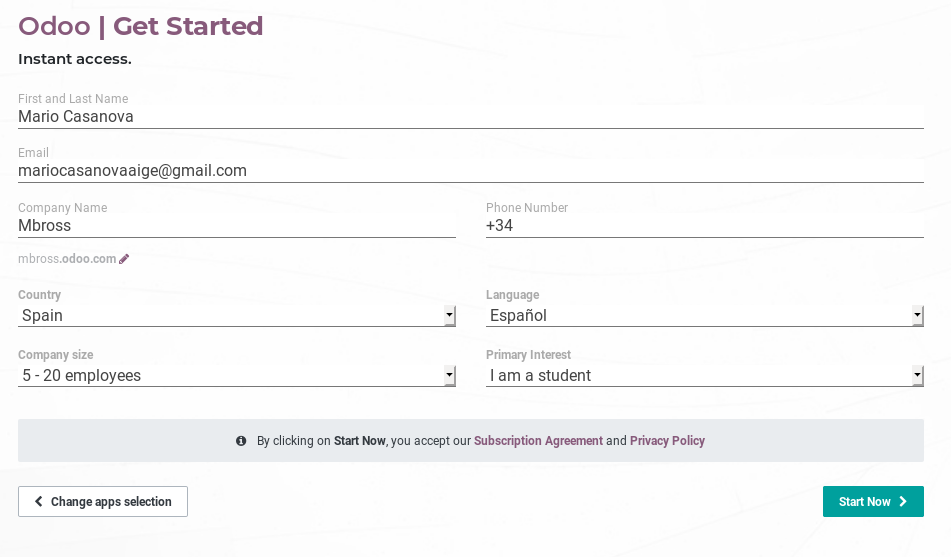 Odoo | Get Started
Instant access.
First and Last Name
Mario Casanova
Email
mariocasanovaaige@gmail.com
Company Name Phone Number
Mbross +34
mbross.odoo.com
Country Language
Spain Español
Company size Primary Interest
5 - 20 employees I am a student
By clicking on Start Now, you accept our Subscription Agreement and Privacy Policy
Change apps selection Start Now